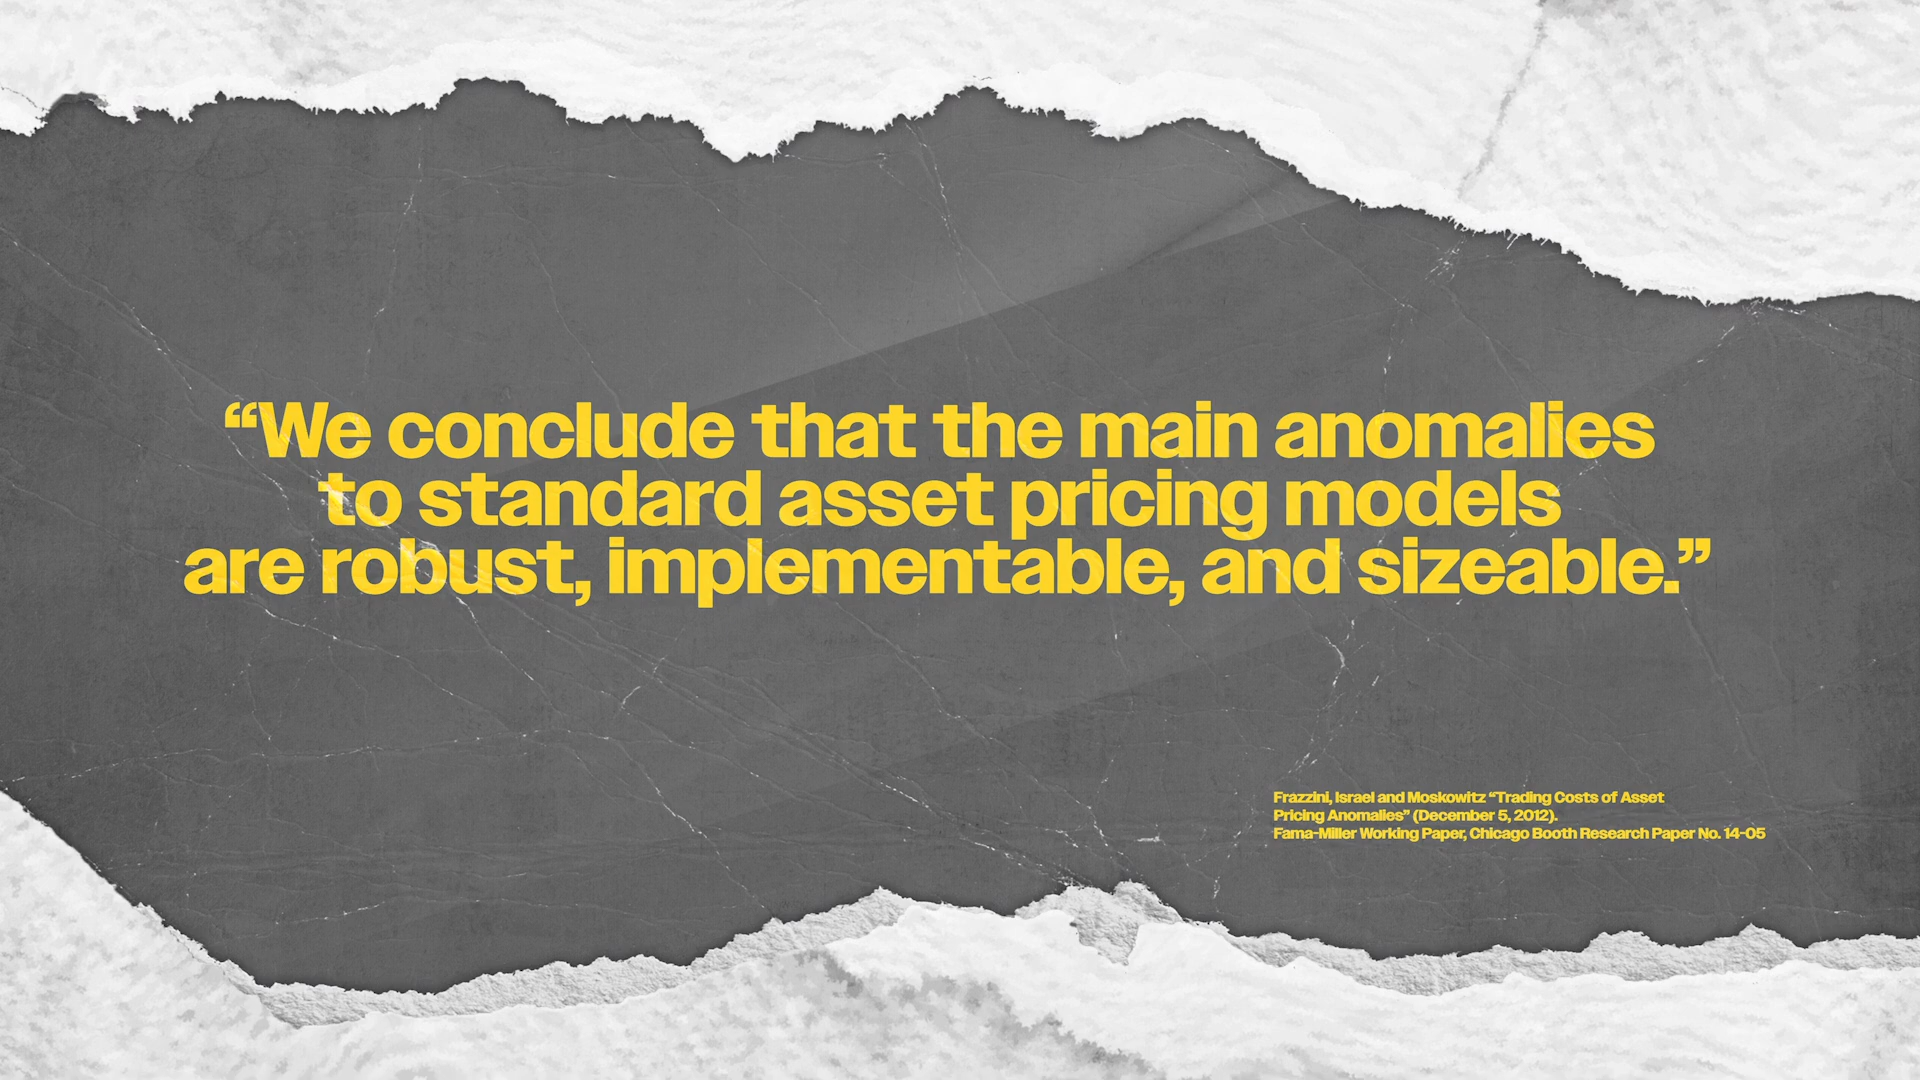 “We conclude that the main anomalies
to standard asset pricing models
are robust, implementable, and sizeable.”
Frazzini, Israel and Moskowitz “Trading Costs of Asset
Pricing Anomalies” (December 5, 2012).
Fama-Miller Working Paper, Chicago Booth Research Paper No. 14-05